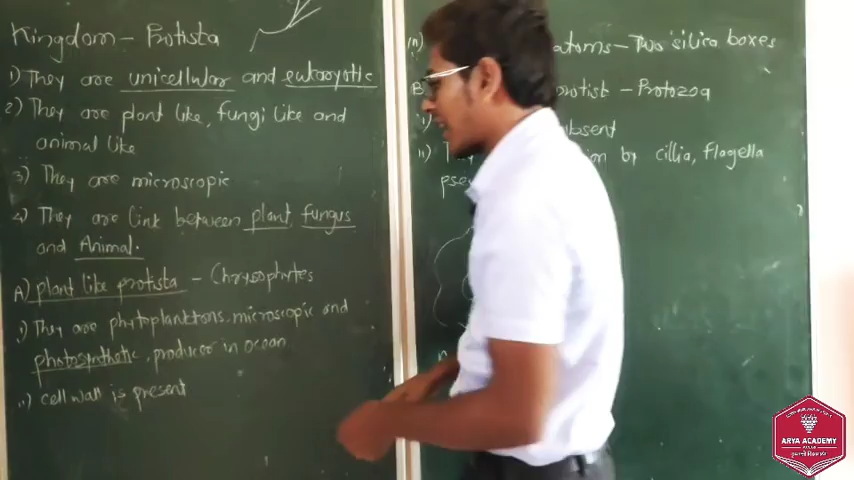 Kingdom - Protista
1) They are unicellular and eukaryotic
2) They are plant like, fungi like and
animal like
3) They are microscopic
4) They are link between plant, fungus
and Animal.
A) plant like protista - Chrysophytes
i) They are phytoplanktons, microscopic and
photosynthetic, producer in ocean
ii) cell wall is present
atoms - Two silica boxes
protist - Protozoa
absent
by cillia, flagella
pse
ARYA ACADEMY